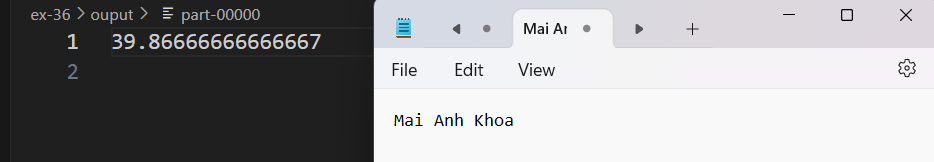 ex-36 > ouput > part-00000
1 39.86666666666667
2
Mai Ar
File Edit View
Mai Anh Khoa